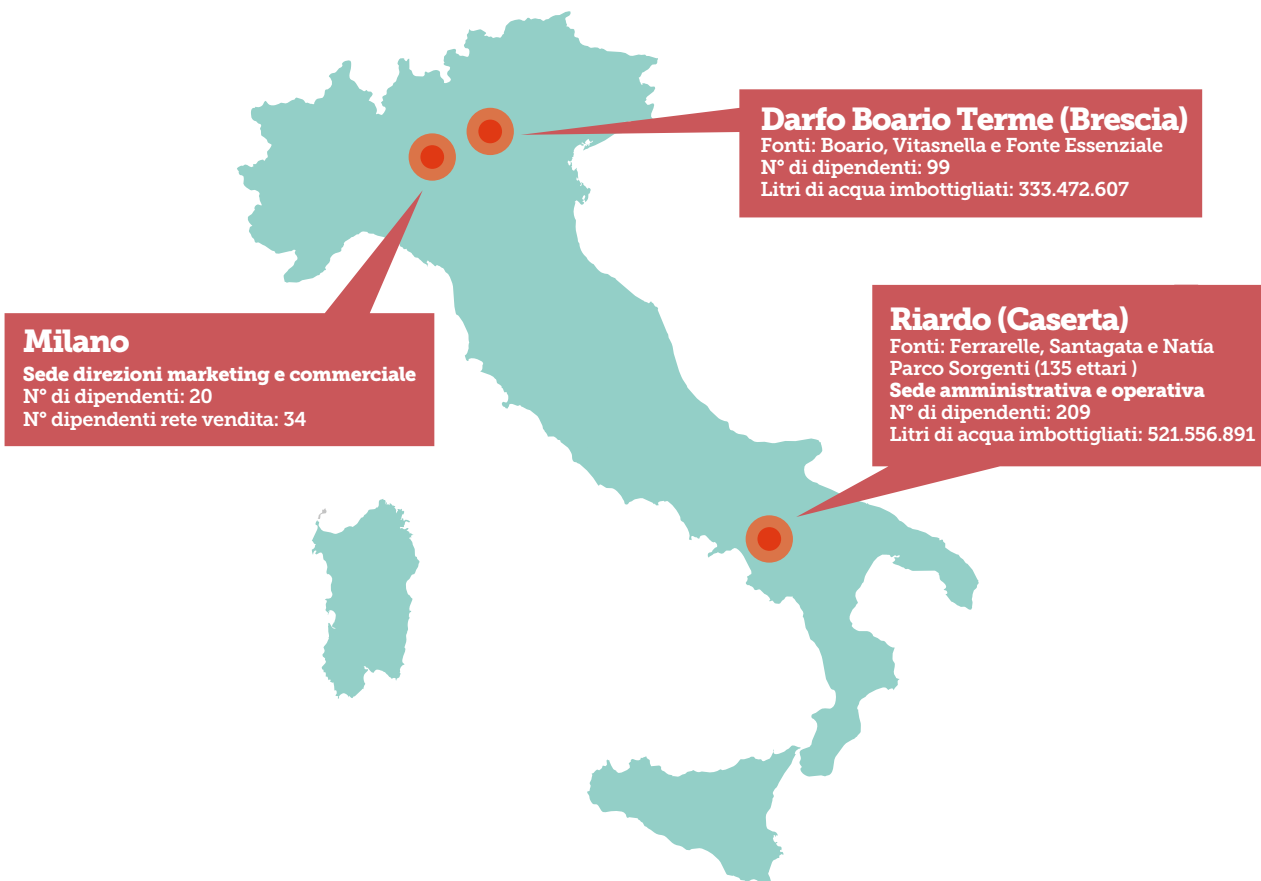 Darfo Boario Terme (Brescia)
Fonti: Boario, Vitasnella e Fonte Essenziale
N° di dipendenti: 99
Litri di acqua imbottigliati: 333.472.607
Milano
Sede direzioni marketing e commerciale
N° di dipendenti: 20
N° dipendenti rete vendita: 34
Riardo (Caserta)
Fonti: Ferrarelle, Santagata e Natía
Parco Sorgenti (135 ettari )
Sede amministrativa e operativa
N° di dipendenti: 209
Litri di acqua imbottigliati: 521.556.891